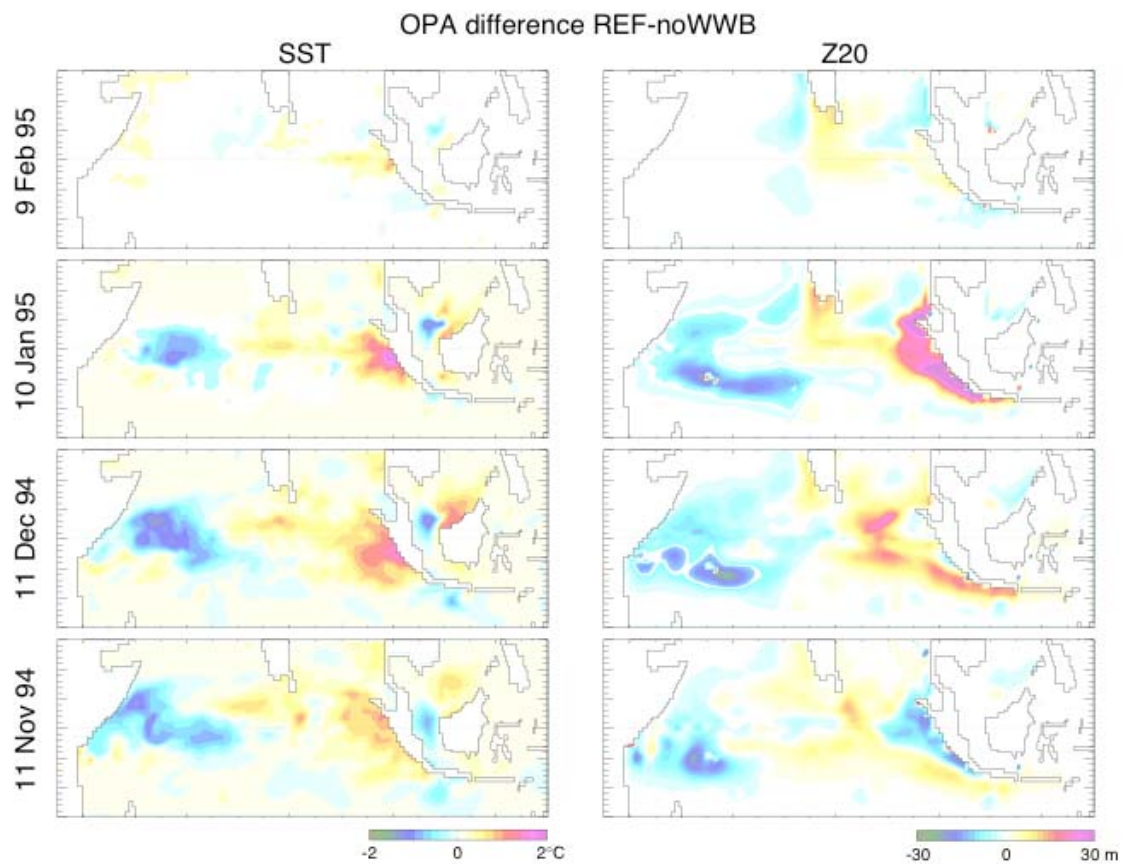 OPA difference REF-noWWB
SST Z20
9 Feb 95
10 Jan 95
11 Dec 94
11 Nov 94
-2 0 2°C
-30 0 30 m